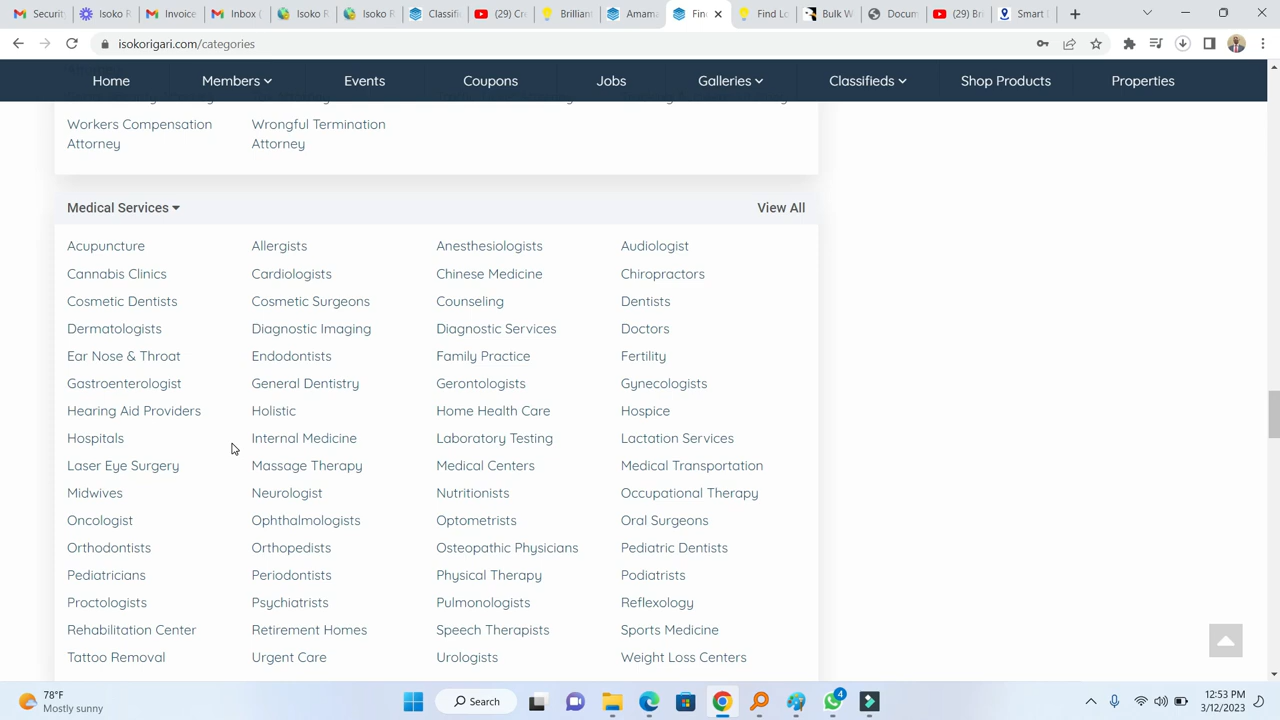 Security
Isoko R
Invoice
Inbox (
Isoko R
Isoko R
Classifi
(29) Cr
Brillian
Amam
Fin
Find Lo
Bulk W
Docum
(29) Br
Smart
isokorigari.com/categories
Home Members Events Coupons Jobs Galleries Classifieds Shop Products Properties
Workers Compensation Attorney
Wrongful Termination Attorney
Medical Services View All
Acupuncture Allergists Anesthesiologists Audiologist
Cannabis Clinics Cardiologists Chinese Medicine Chiropractors
Cosmetic Dentists Cosmetic Surgeons Counseling Dentists
Dermatologists Diagnostic Imaging Diagnostic Services Doctors
Ear Nose & Throat Endodontists Family Practice Fertility
Gastroenterologist General Dentistry Gerontologists Gynecologists
Hearing Aid Providers Holistic Home Health Care Hospice
Hospitals Internal Medicine Laboratory Testing Lactation Services
Laser Eye Surgery Massage Therapy Medical Centers Medical Transportation
Midwives Neurologist Nutritionists Occupational Therapy
Oncologist Ophthalmologists Optometrists Oral Surgeons
Orthodontists Orthopedists Osteopathic Physicians Pediatric Dentists
Pediatricians Periodontists Physical Therapy Podiatrists
Proctologists Psychiatrists Pulmonologists Reflexology
Rehabilitation Center Retirement Homes Speech Therapists Sports Medicine
Tattoo Removal Urgent Care Urologists Weight Loss Centers
78°F
Mostly sunny
Search
4
12:53 PM
3/12/2023